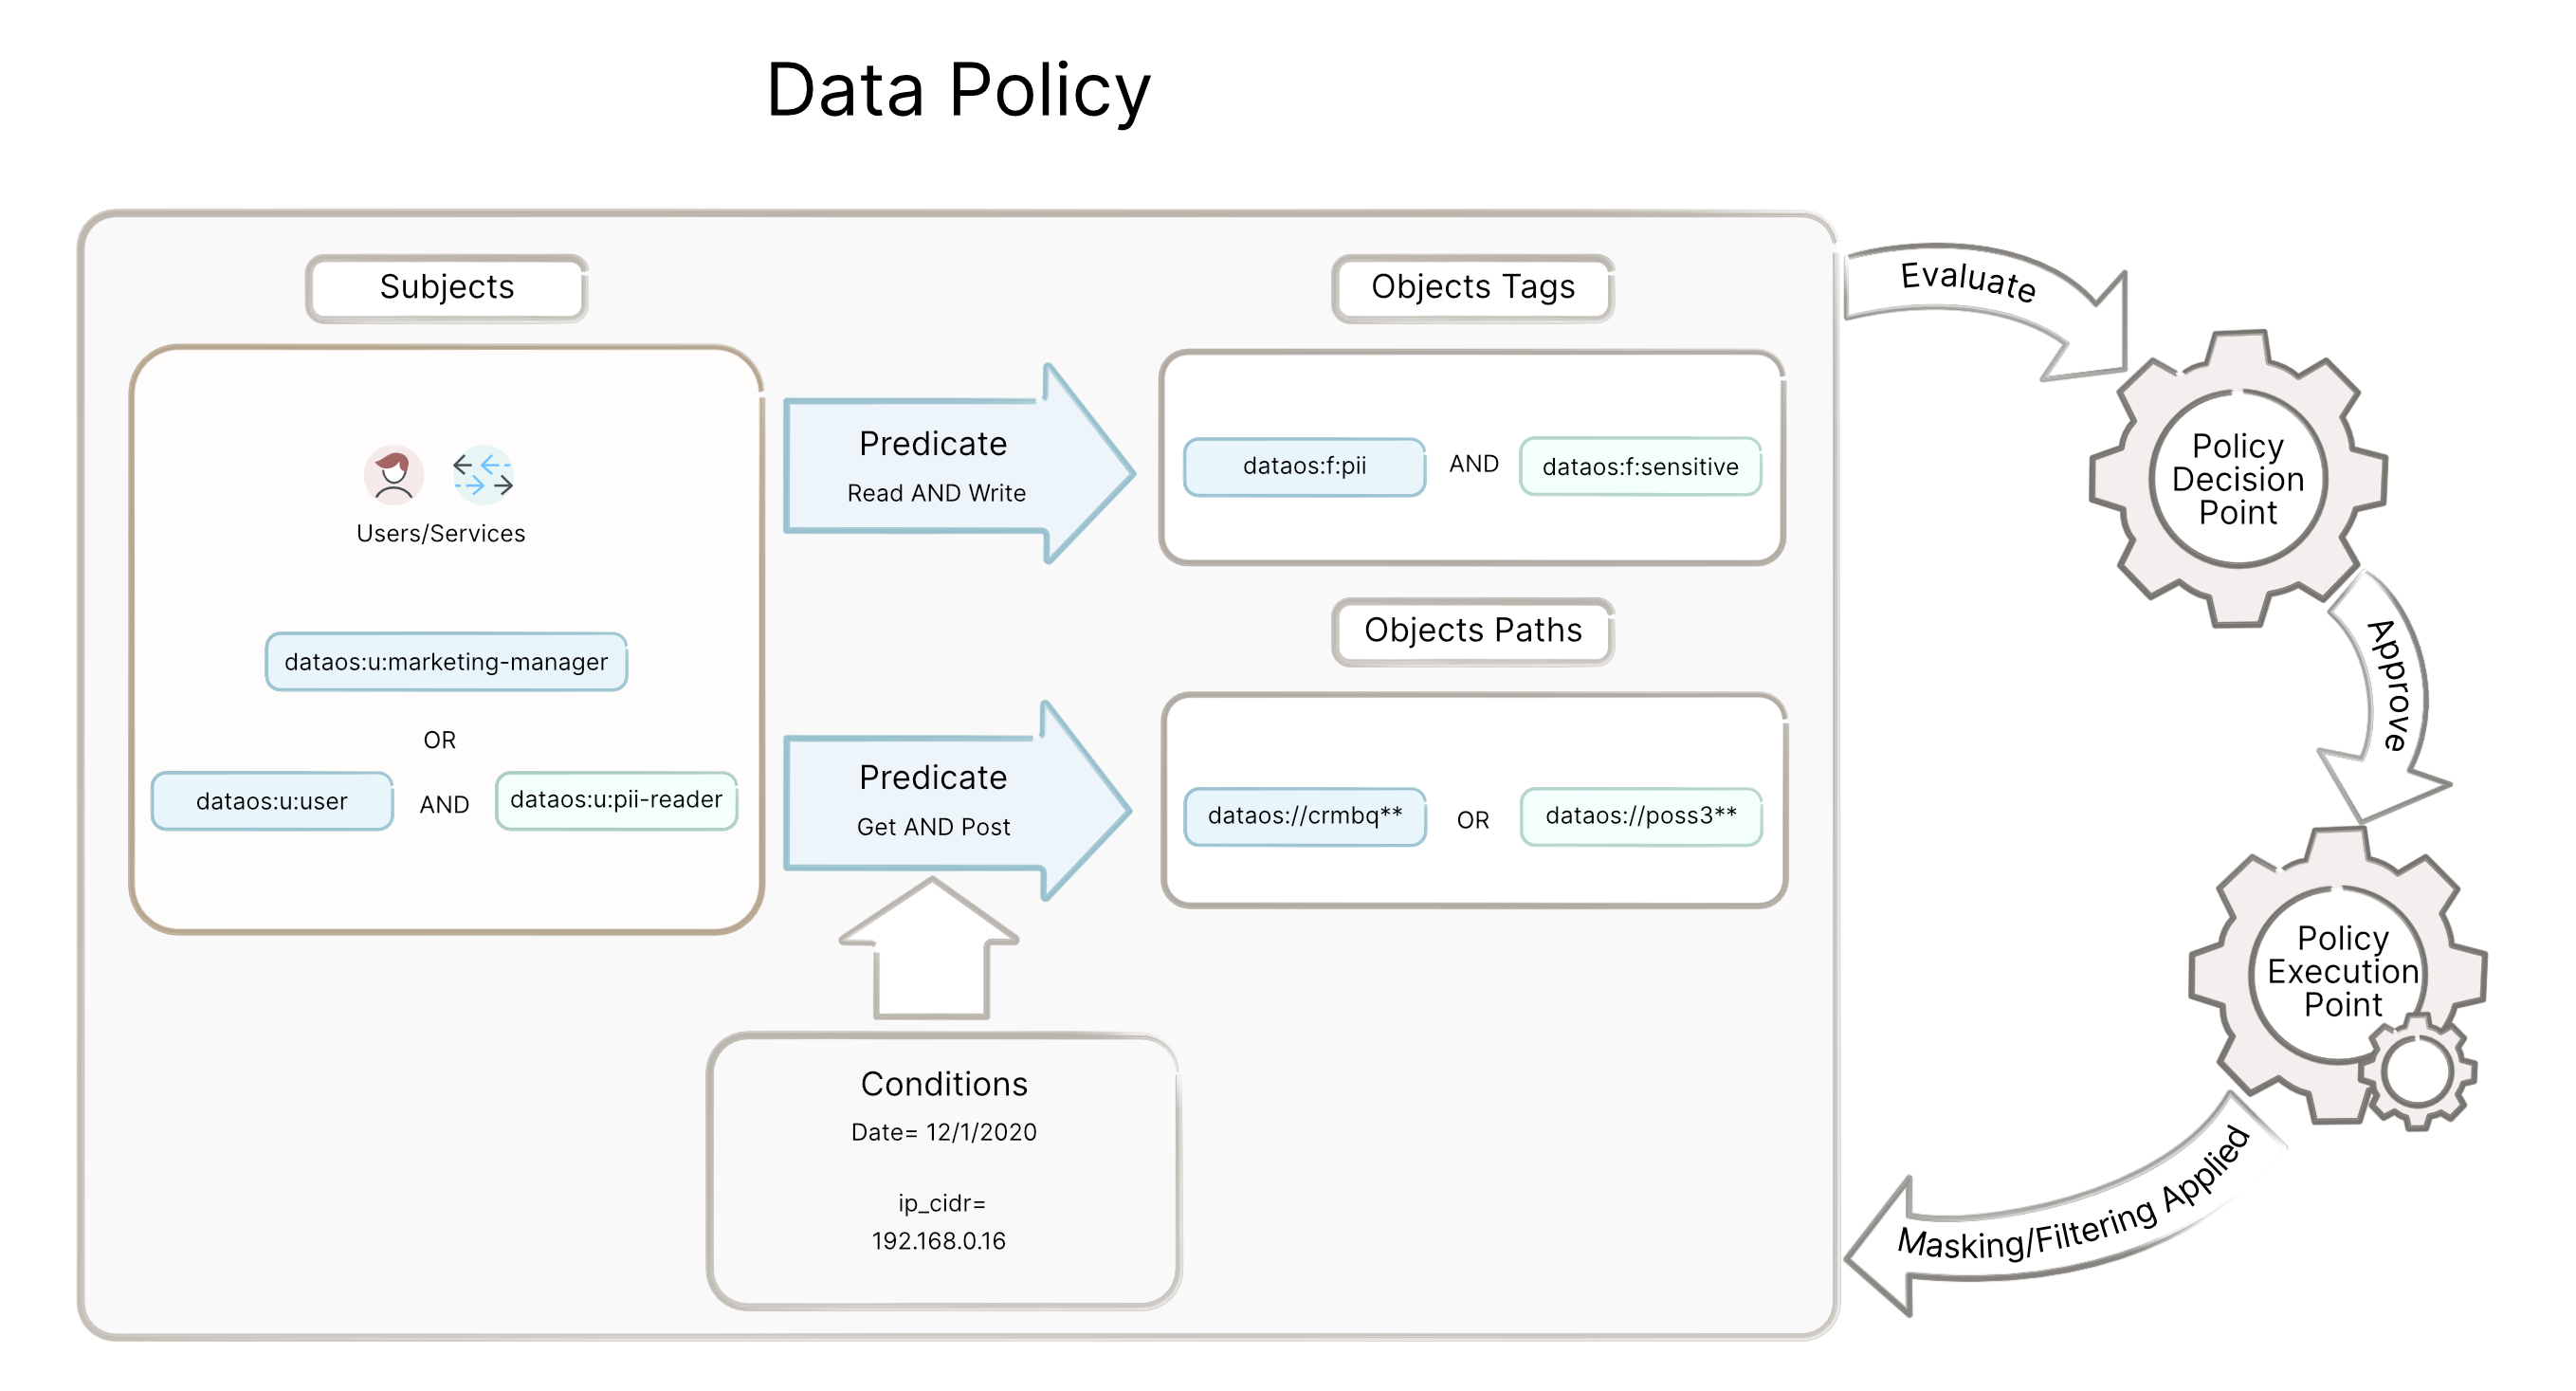 Data Policy
Subjects
Users/Services
dataos:u:marketing-manager
OR
dataos:u:user
AND
dataos:u:pii-reader
Predicate
Read AND Write
Predicate
Get AND Post
Objects Tags
dataos:f:pii
AND
dataos:f:sensitive
Objects Paths
dataos://crmbq**
OR
dataos://poss3**
Conditions
Date= 12/1/2020
ip_cidr=
192.168.0.16
Evaluate
Policy
Decision
Point
Approve
Policy
Execution
Point
Masking/Filtering Applied